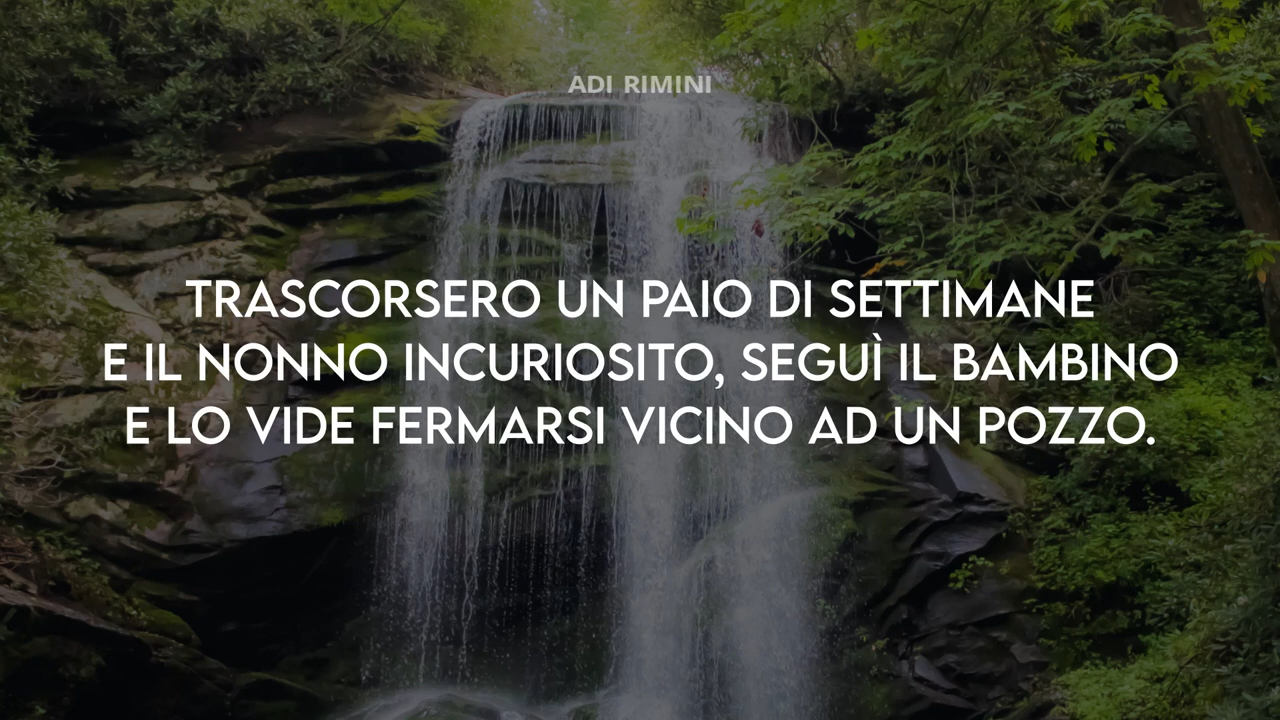 ADI RIMINI
TRASCORSERO UN PAIO DI SETTIMANE
E IL NONNO INCURIOSITO, SEGUÌ IL BAMBINO
E LO VIDE FERMARSI VICINO AD UN POZZO.